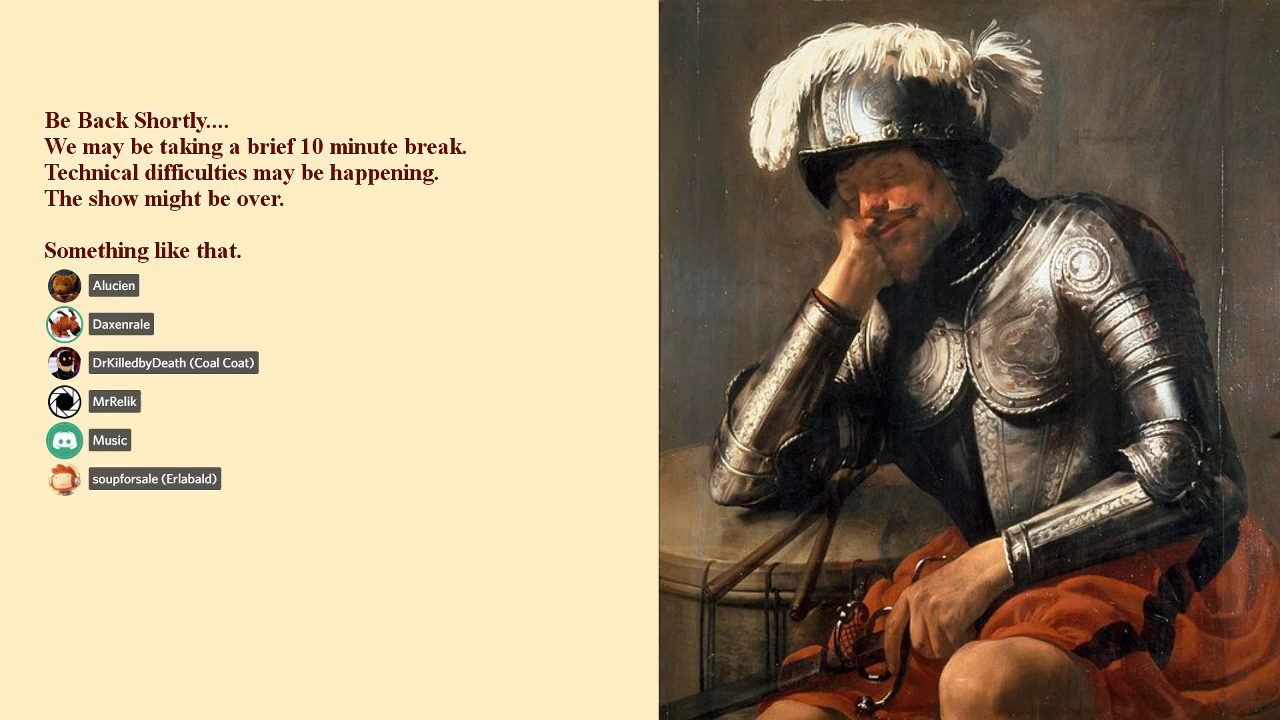 Be Back Shortly....
We may be taking a brief 10 minute break.
Technical difficulties may be happening.
The show might be over.
Something like that.
Alucien
Daxenrale
DrKilledbyDeath (Coal Coat)
MrRelik
Music
soupforsale (Erlabald)